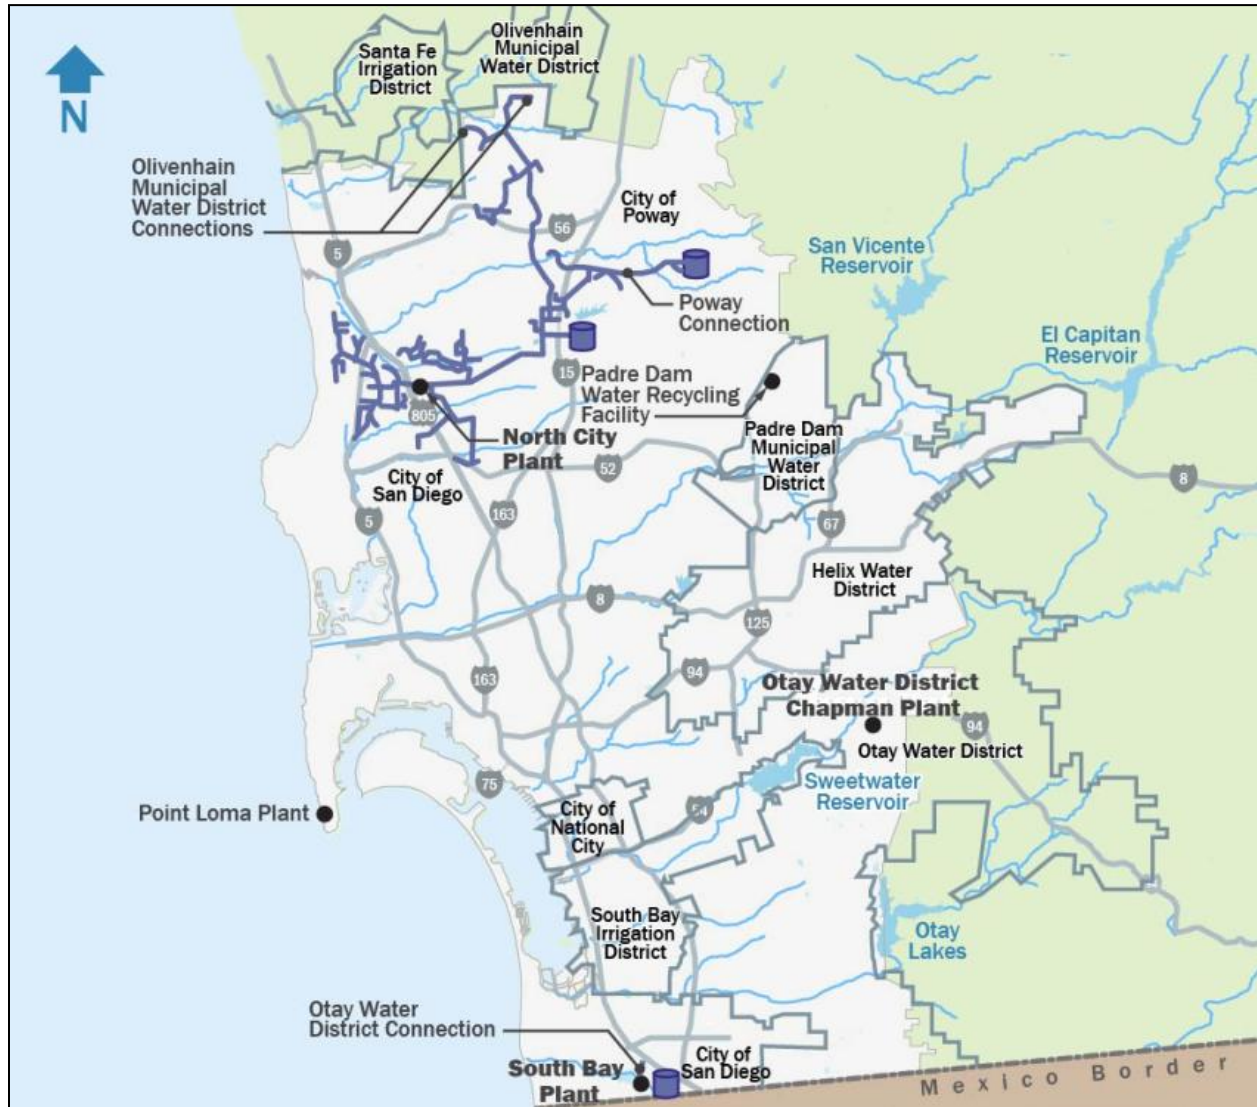 Olivenhain
Municipal
Water District
Santa Fe
Irrigation
District
N
Olivenhain
Municipal
Water District
Connections
City of
Poway
56
5
San Vicente
Reservoir
Poway
Connection
El Capitan
Reservoir
15
Padre Dam
Water Recycling
Facility
805
North City
Plant
Padre Dam
Municipal
Water
District
52
8
City of
San Diego
163
5
67
Helix Water
District
8
125
94
163
Otay Water District
Chapman Plant
94
Otay Water District
75
Sweetwater
Reservoir
Point Loma Plant
City of
National
City
54
South Bay
Irrigation
District
Otay
Lakes
Otay Water
District Connection
City of
San Diego
South Bay
Plant
Mexico Border